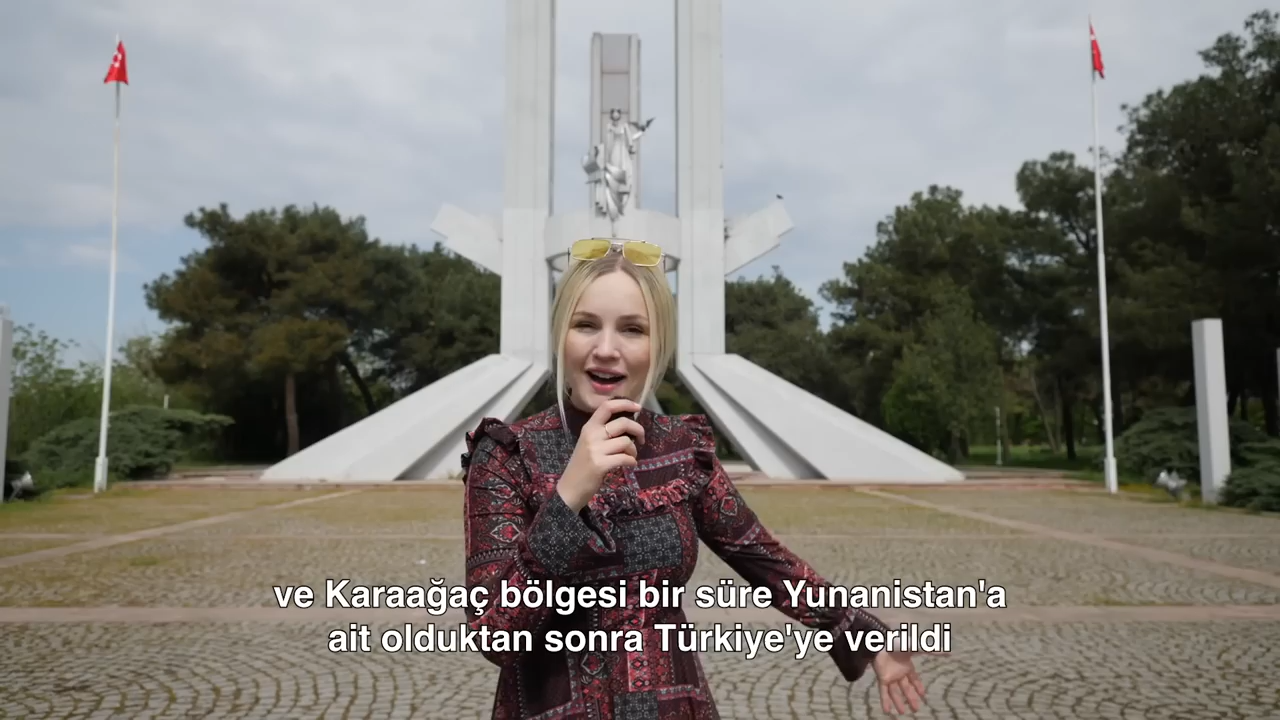 ve Karaağaç bölgesi bir süre Yunanistan'a
ait olduktan sonra Türkiye'ye verildi